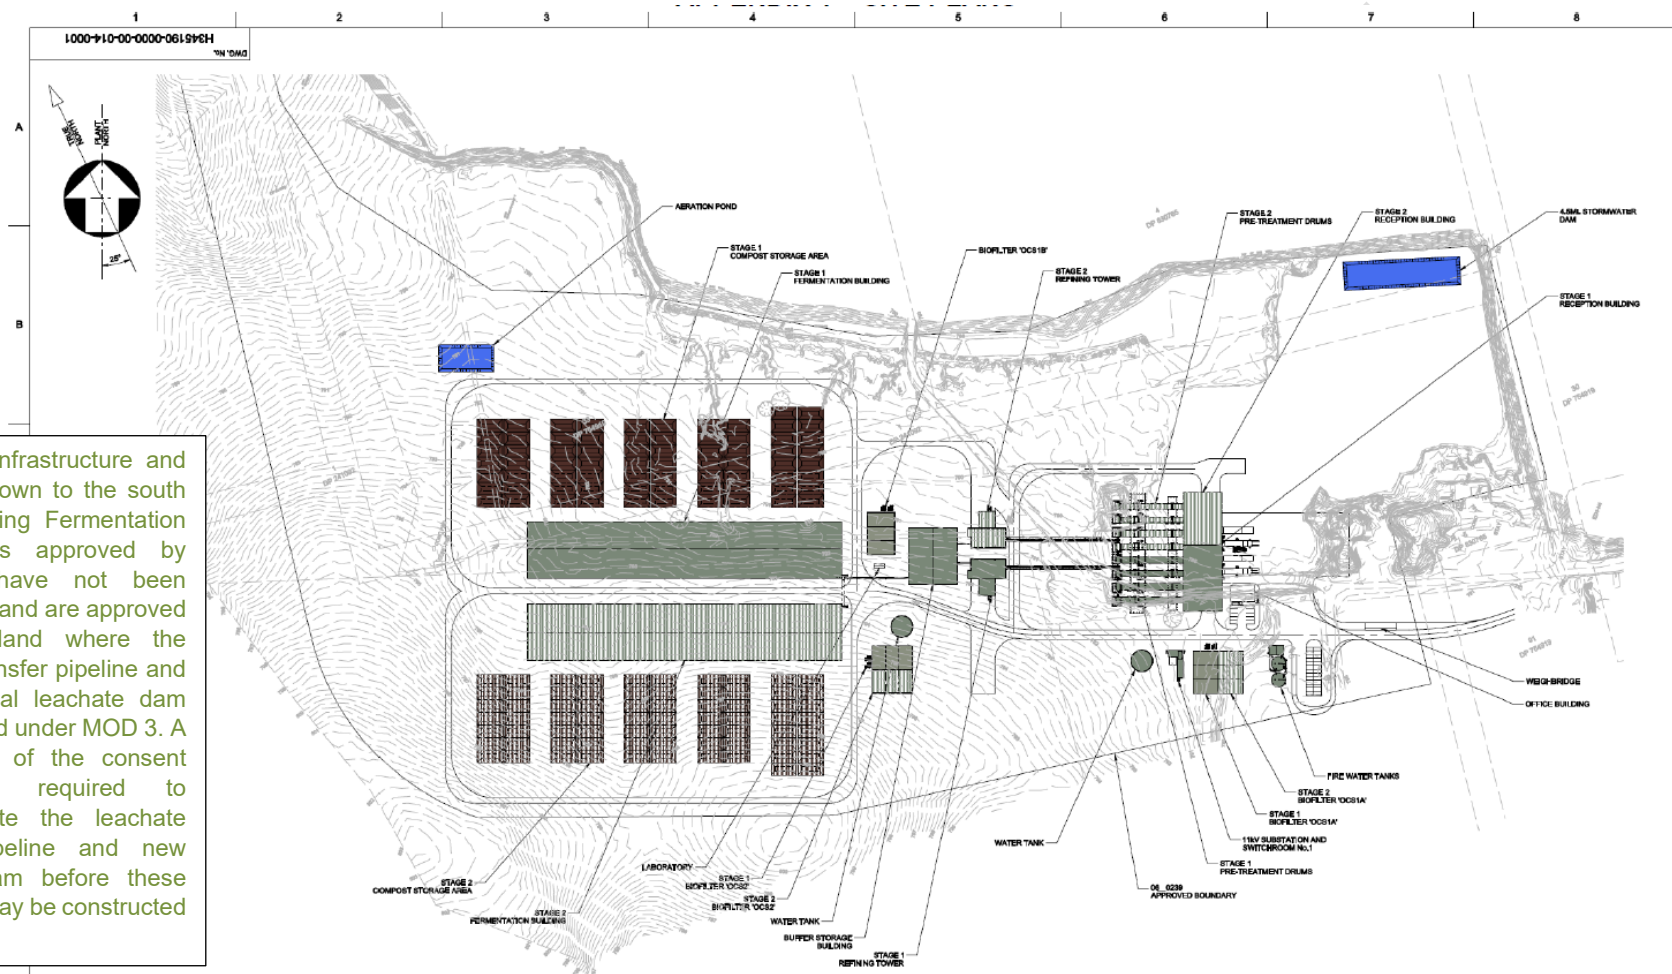 1 2 3 4 5 6 7 8
H345190-0000-00-014-0001
DWG. No.
A
B
TRUE
NORTH
PLANT
NORTH
25°
AERATION POND
STAGE 1
COMPOST STORAGE AREA
STAGE 1
FERMENTATION BUILDING
BIOFILTER 'OCS1B'
STAGE 2
REFINING TOWER
STAGE 2
PRE-TREATMENT DRUMS
STAGE 2
RECEPTION BUILDING
4.5ML STORMWATER
DAM
STAGE 1
RECEPTION BUILDING
nfrastructure and
own to the south
ing Fermentation
s approved by
have not been
and are approved
land where the
nsfer pipeline and
al leachate dam
d under MOD 3. A
of the consent
required to
te the leachate
peline and new
am before these
ay be constructed
WEIGHBRIDGE
OFFICE BUILDING
FIRE WATER TANKS
STAGE 2
BIOFILTER 'OCS1A'
STAGE 1
BIOFILTER 'OCS1A'
11kV SUBSTATION AND
SWITCHROOM No.1
STAGE 1
PRE-TREATMENT DRUMS
06_0239
APPROVED BOUNDARY
WATER TANK
LABORATORY
STAGE 1
BIOFILTER 'OCS2'
STAGE 2
BIOFILTER 'OCS2'
WATER TANK
BUFFER STORAGE
BUILDING
STAGE 1
REFINING TOWER
STAGE 2
COMPOST STORAGE AREA
STAGE 2
FERMENTATION BUILDING